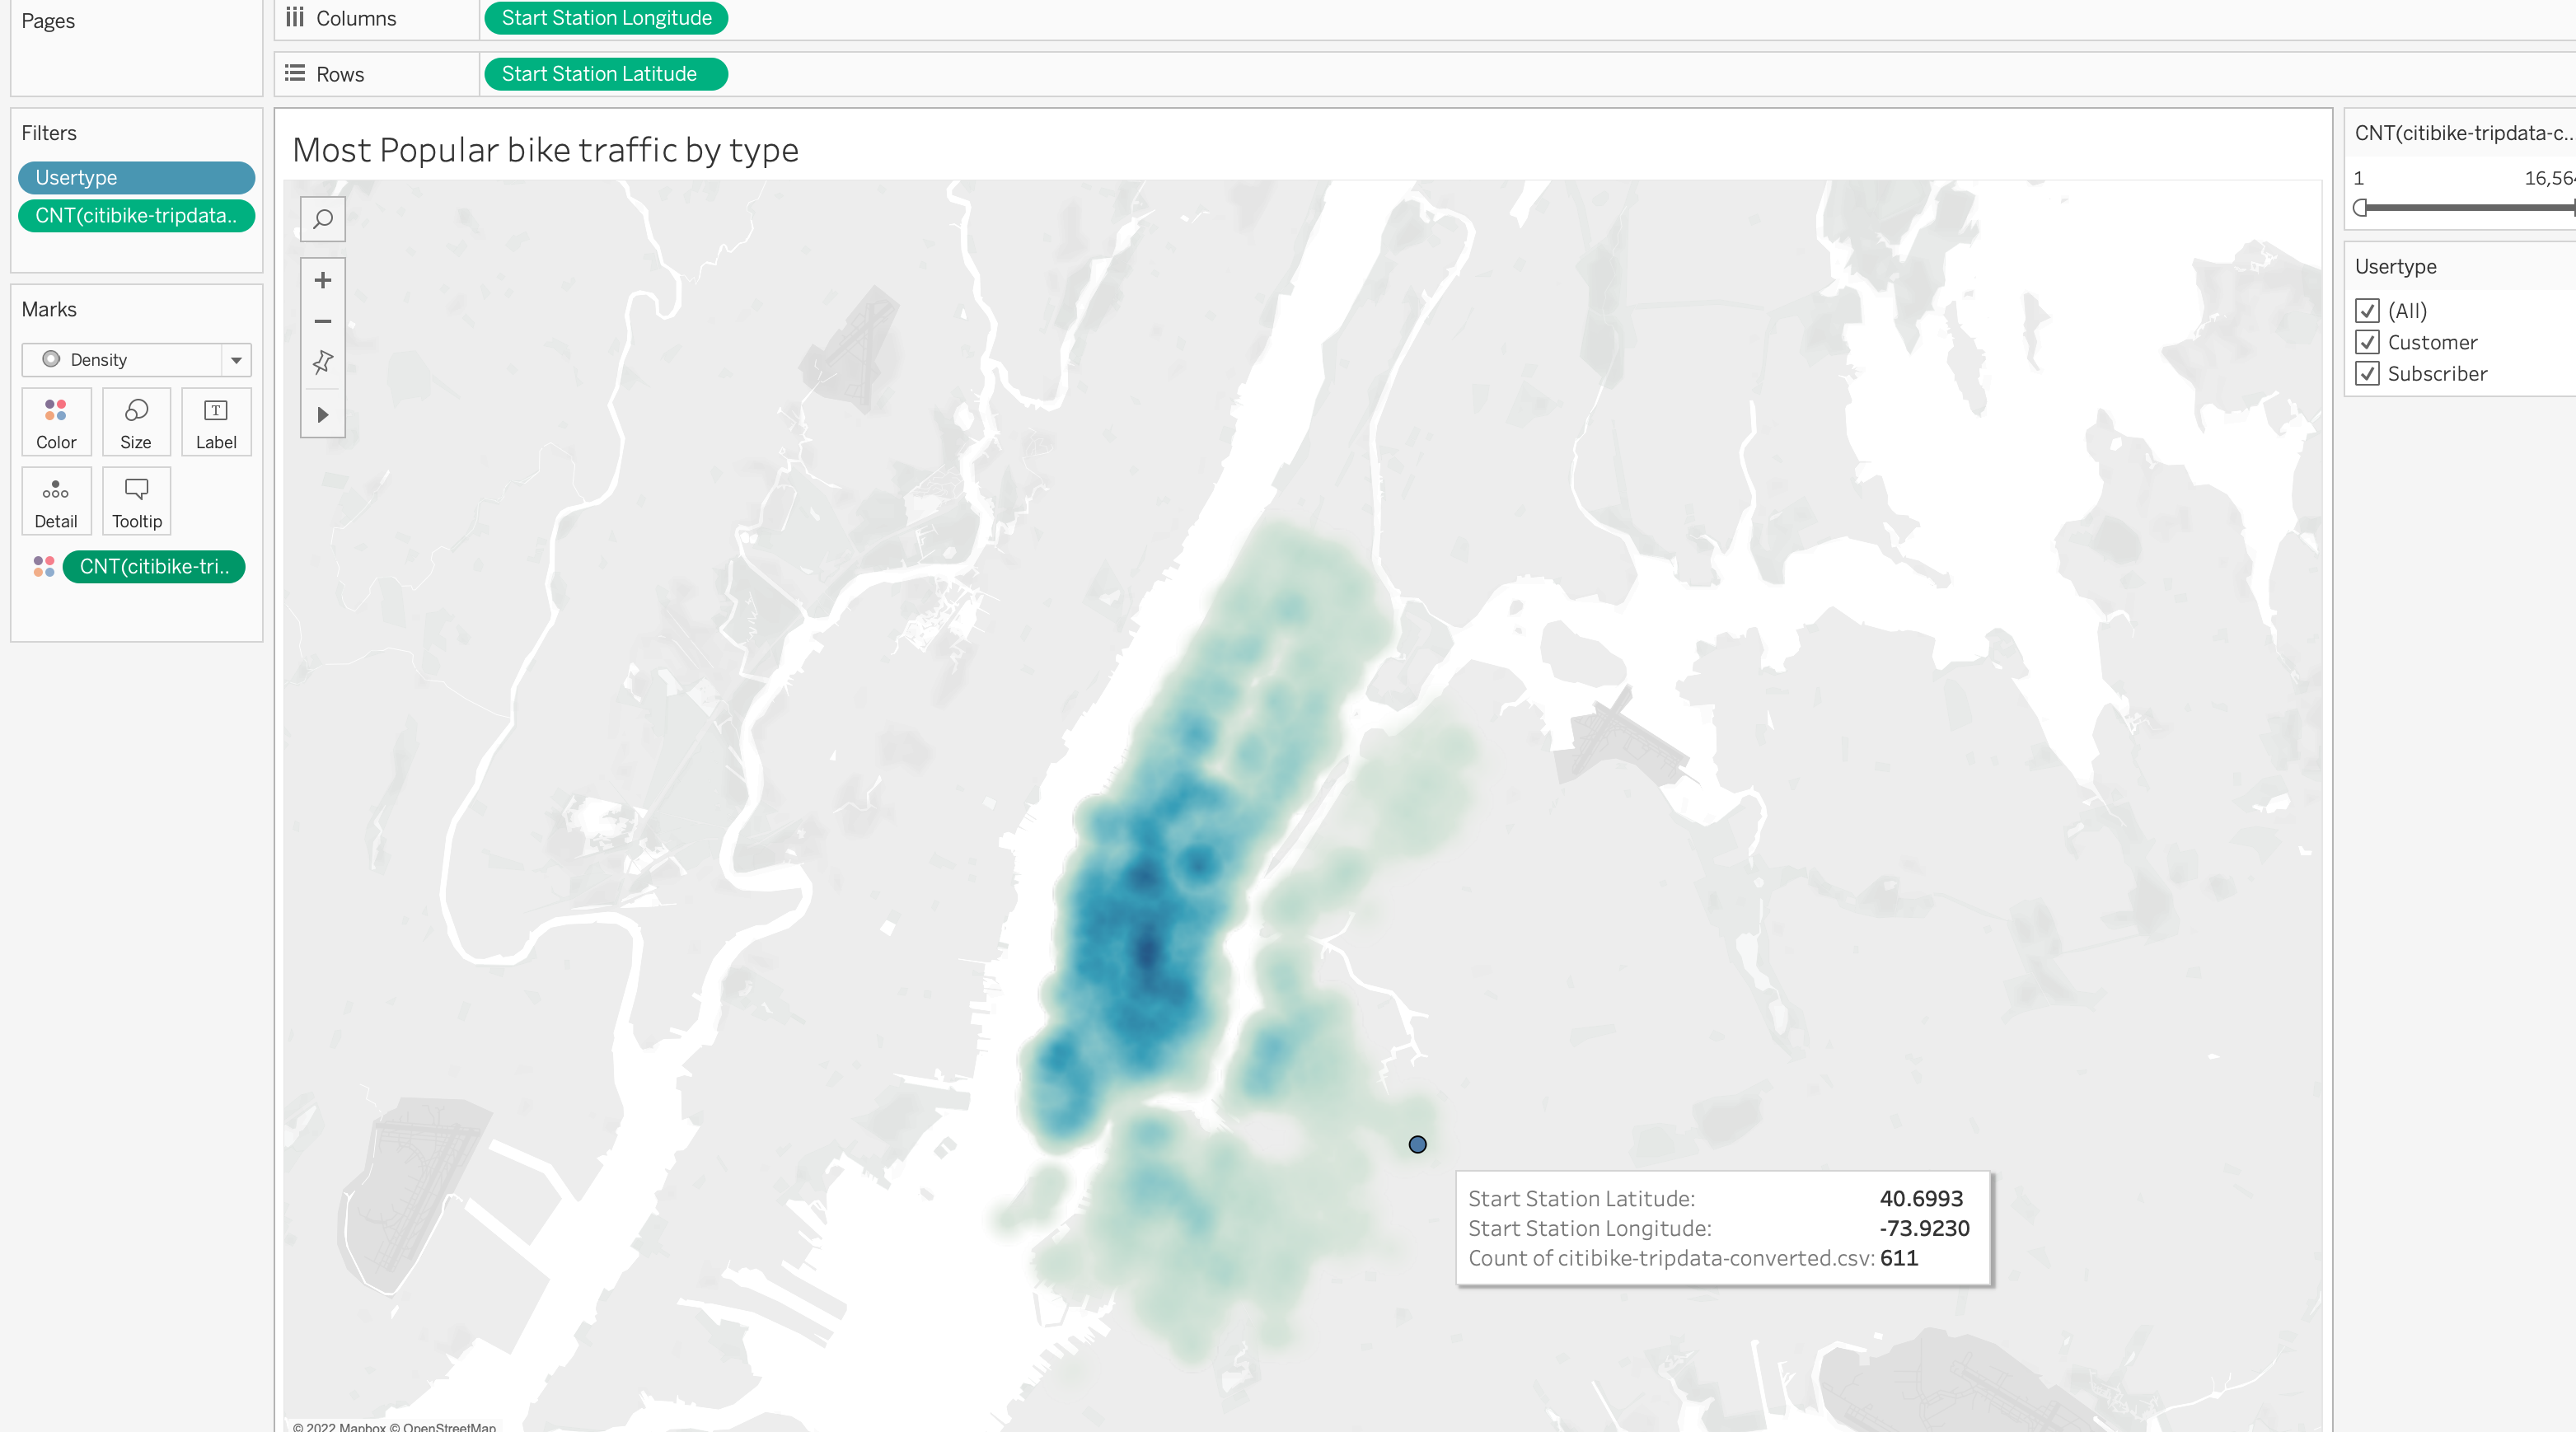 Pages
Columns
Start Station Longitude
Rows
Start Station Latitude
Filters
Usertype
CNT(citibike-tripdata..
Marks
Density
Color
Size
Label
Detail
Tooltip
CNT(citibike-tri..
Most Popular bike traffic by type
Start Station Latitude: 40.6993
Start Station Longitude: -73.9230
Count of citibike-tripdata-converted.csv: 611
© 2022 Mapbox © OpenStreetMap
CNT(citibike-tripdata-c..
1 16,564
Usertype
(All)
Customer
Subscriber